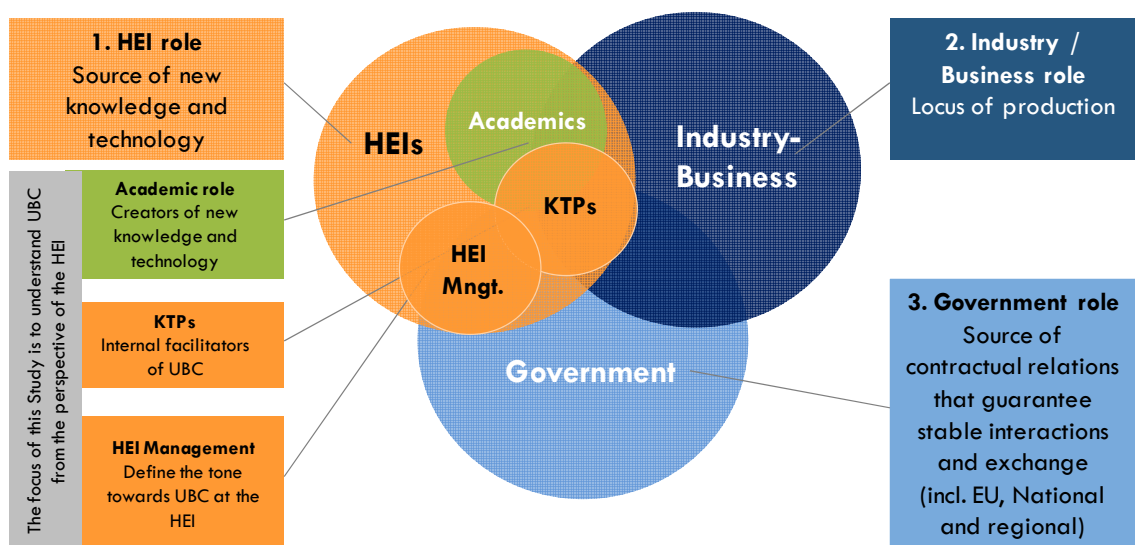 1. HEI role
Source of new
knowledge and
technology
The focus of this Study is to understand UBC
from the perspective of the HEI
Academic role
Creators of new
knowledge and
technology
KTPs
Internal facilitators
of UBC
HEI Management
Define the tone
towards UBC at the
HEI
HEIs
Academics
KTPs
HEI
Mngt.
Industry-
Business
Government
2. Industry /
Business role
Locus of production
3. Government role
Source of
contractual relations
that guarantee
stable interactions
and exchange
(incl. EU, National
and regional)